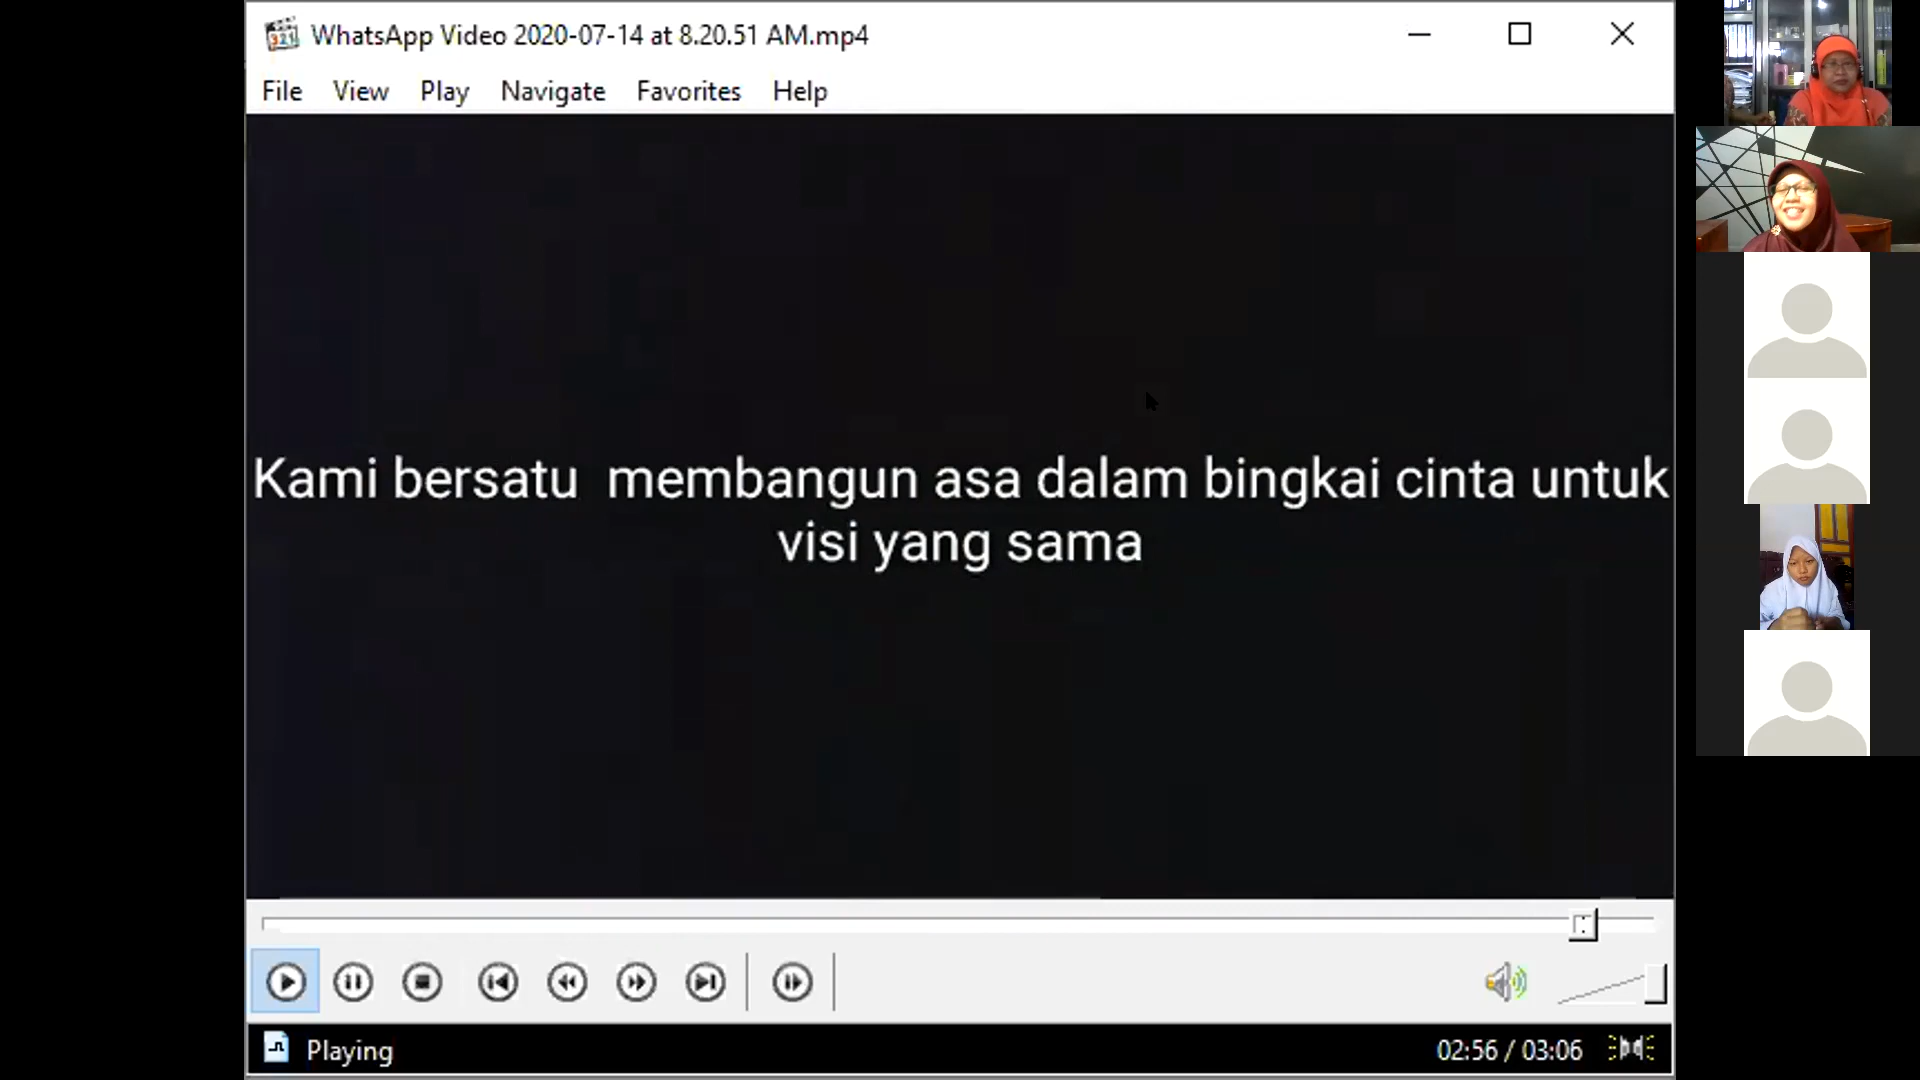 WhatsApp Video 2020-07-14 at 8.20.51 AM.mp4
File View Play Navigate Favorites Help
Kami bersatu  membangun asa dalam bingkai cinta untuk
visi yang sama
Playing
02:56 / 03:06